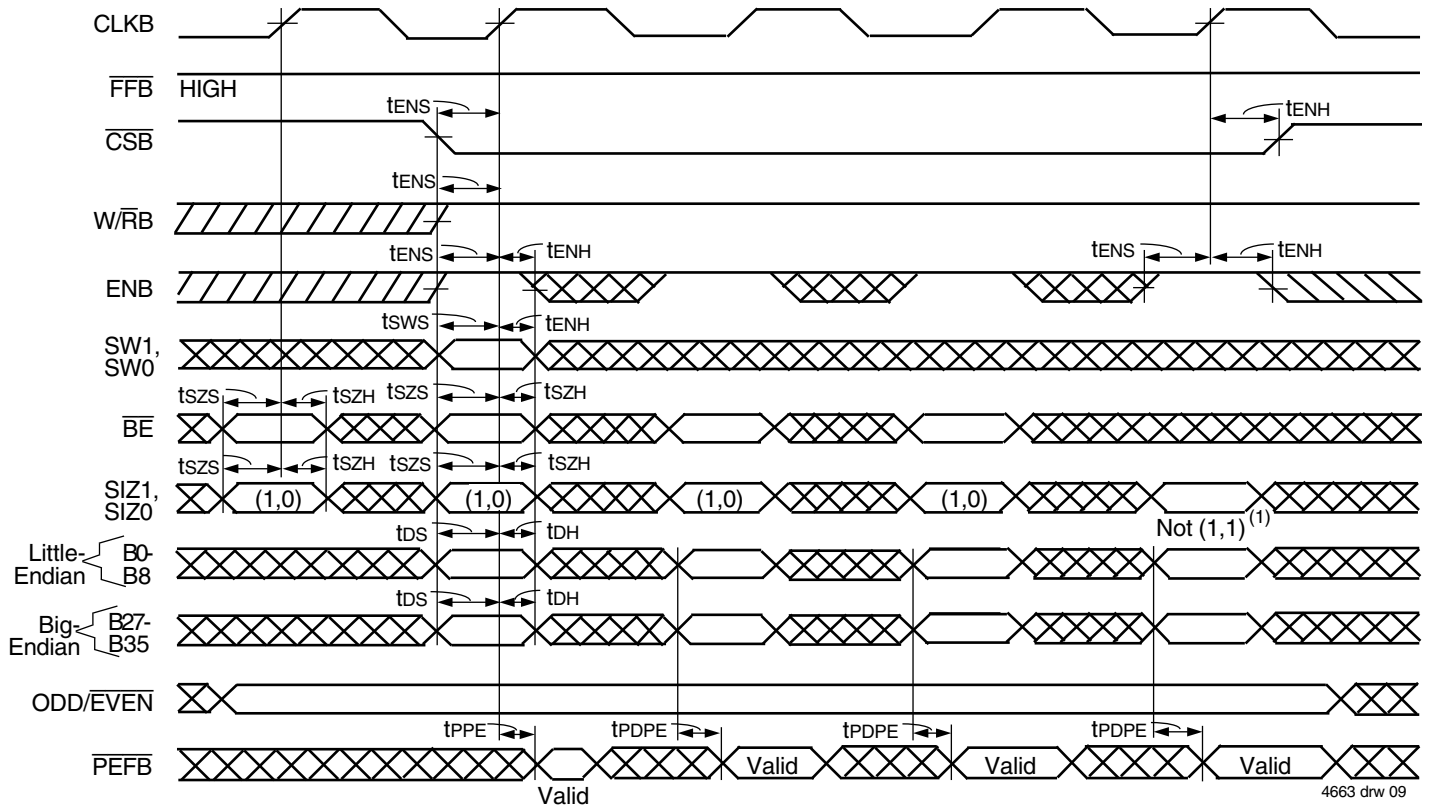 CLKB
FFB HIGH
tENS tENH
CSB
tENS
W/RB
tENS tENH tENS tENH
ENB
tSWS tENH
SW1,
SW0
tSZS tSZH tSZS tSZH
BE
tSZS tSZH tSZS tSZH
SIZ1,
SIZ0
(1,0) (1,0) (1,0) (1,0)
Not (1,1) (1)
tDS tDH
Little-Endian B0-
B8
tDS tDH
Big-Endian B27-
B35
ODD/EVEN
tPPE tPDPE tPDPE tPDPE
PEFB
Valid Valid Valid Valid
4663 drw 09